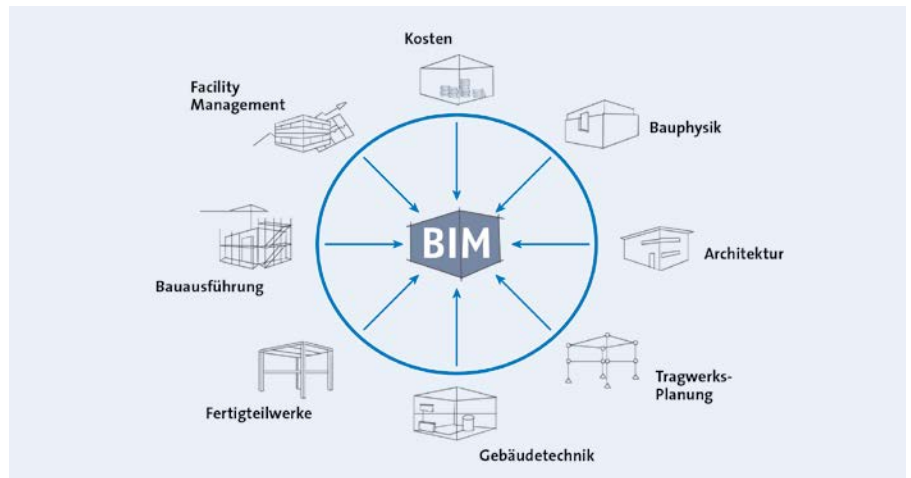 Kosten
Facility
Management
Bauphysik
BIM
Architektur
Bauausführung
Tragwerks-
Planung
Fertigteilwerke
Gebäudetechnik